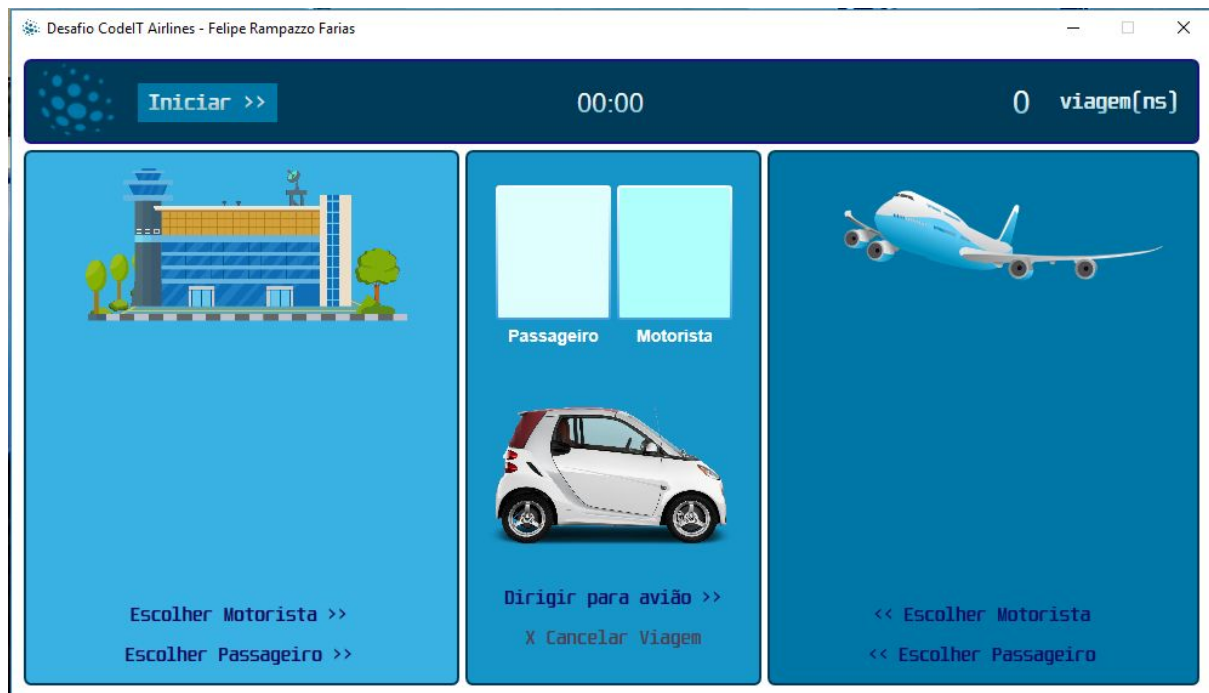 Desafio CodeIT Airlines - Felipe Rampazzo Farias
Iniciar >>
00:00
0 viagem(ns)
Passageiro Motorista
Escolher Motorista >>
Escolher Passageiro >>
Dirigir para avião >>
X Cancelar Viagem
<< Escolher Motorista
<< Escolher Passageiro